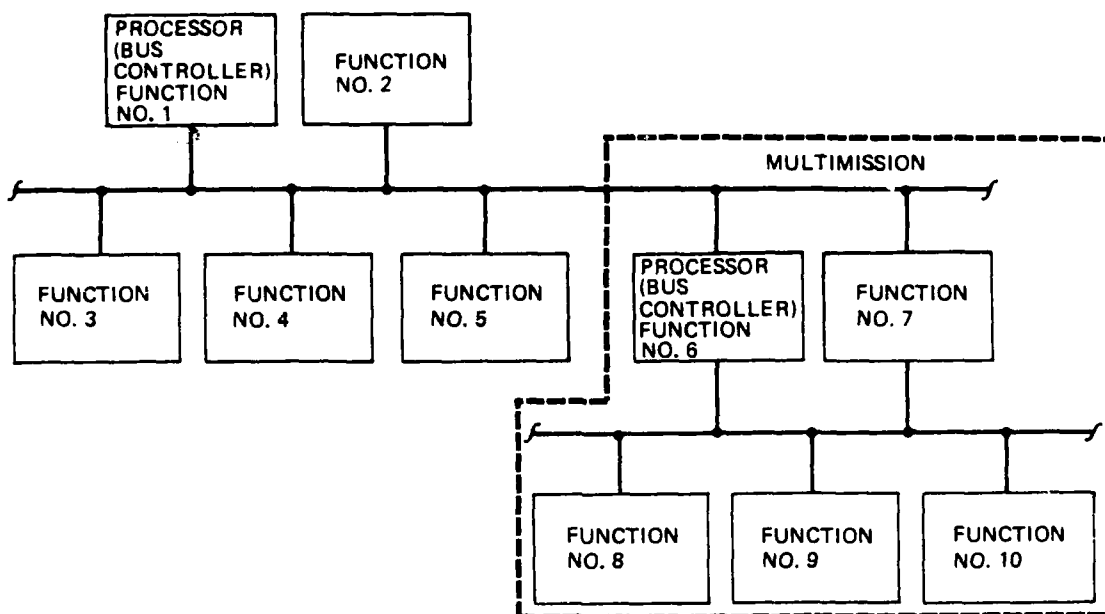 PROCESSOR
(BUS
CONTROLLER)
FUNCTION
NO. 1
FUNCTION
NO. 2
MULTIMISSION
FUNCTION
NO. 3
FUNCTION
NO. 4
FUNCTION
NO. 5
PROCESSOR
(BUS
CONTROLLER)
FUNCTION
NO. 6
FUNCTION
NO. 7
FUNCTION
NO. 8
FUNCTION
NO. 9
FUNCTION
NO. 10